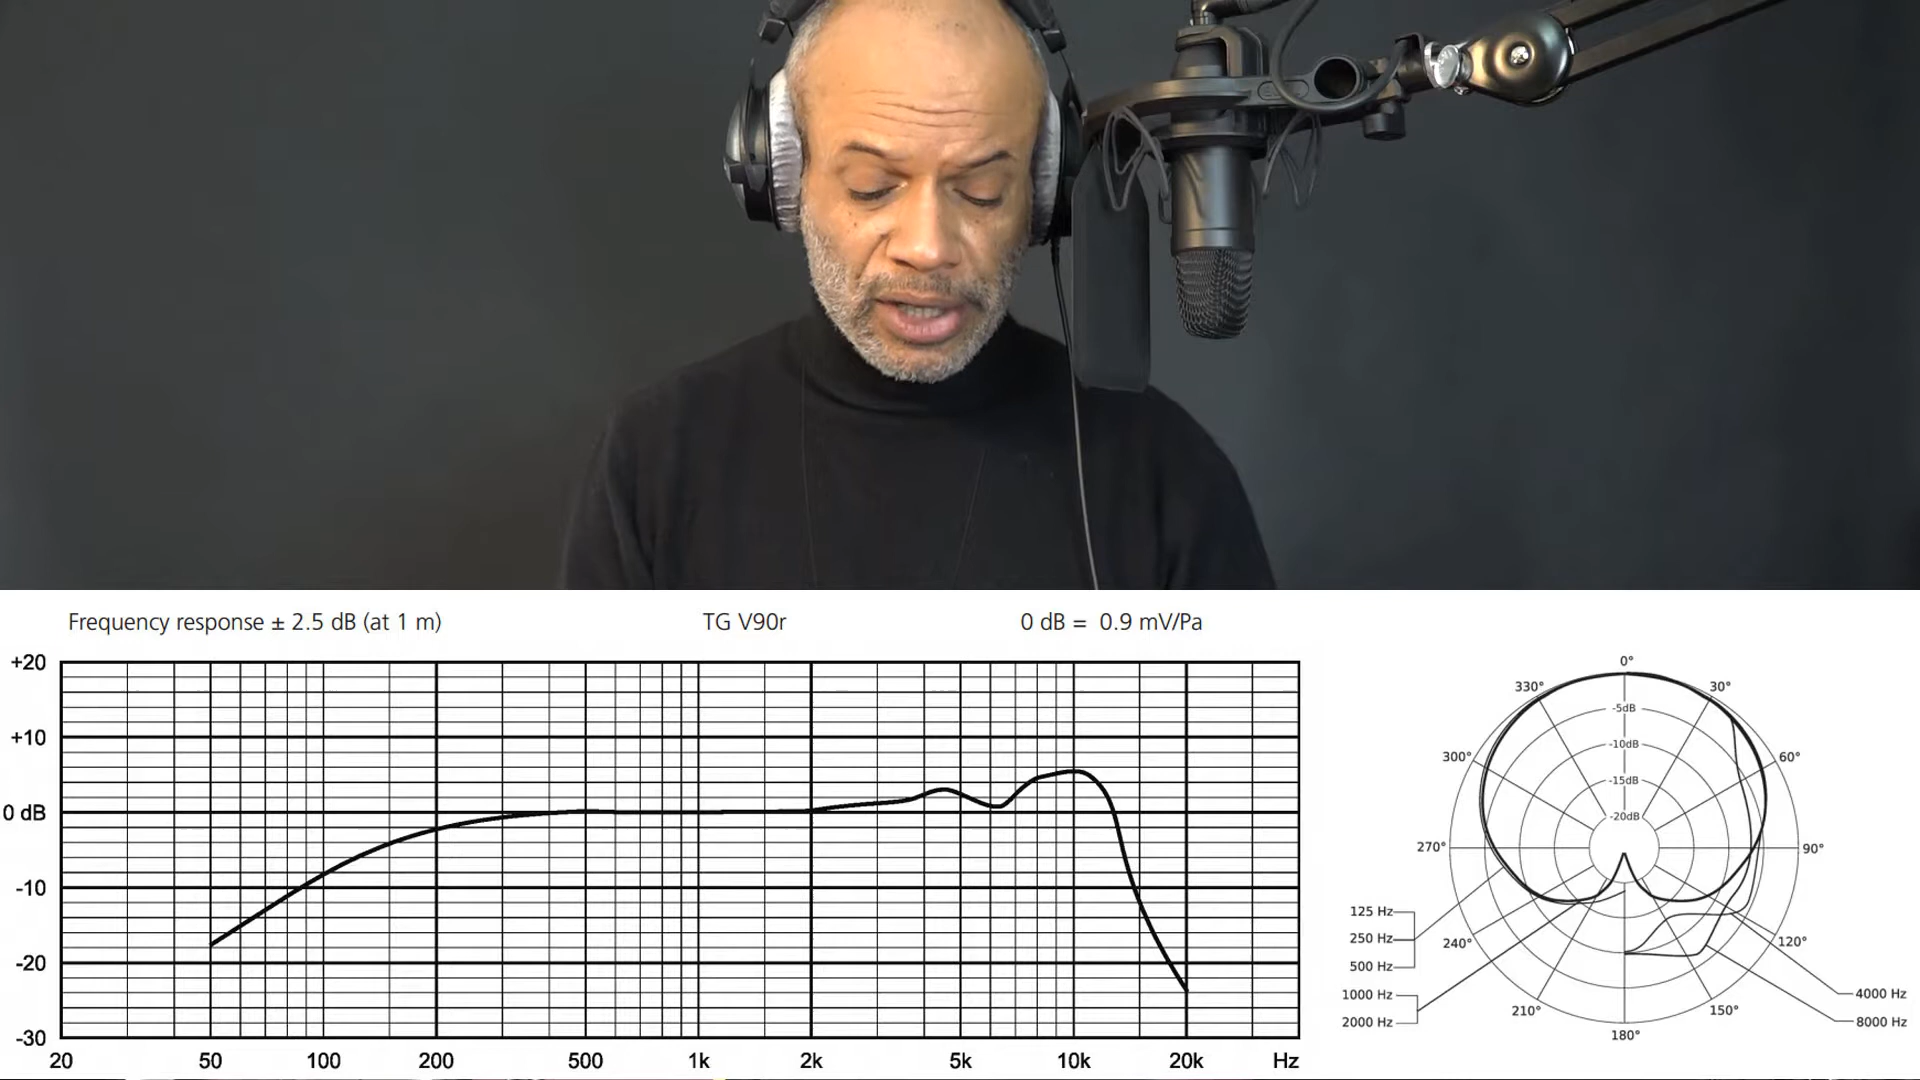 Frequency response ± 2.5 dB (at 1 m) TG V90r 0 dB = 0.9 mV/Pa
+20
+10
0 dB
-10
-20
-30
20 50 100 200 500 1k 2k 5k 10k 20k Hz
0°
330° 30°
-5dB
-10dB
300° 60°
-15dB
-20dB
270° 90°
125 Hz
250 Hz 240° 120°
500 Hz
1000 Hz 4000 Hz
210° 150°
2000 Hz 8000 Hz
180°